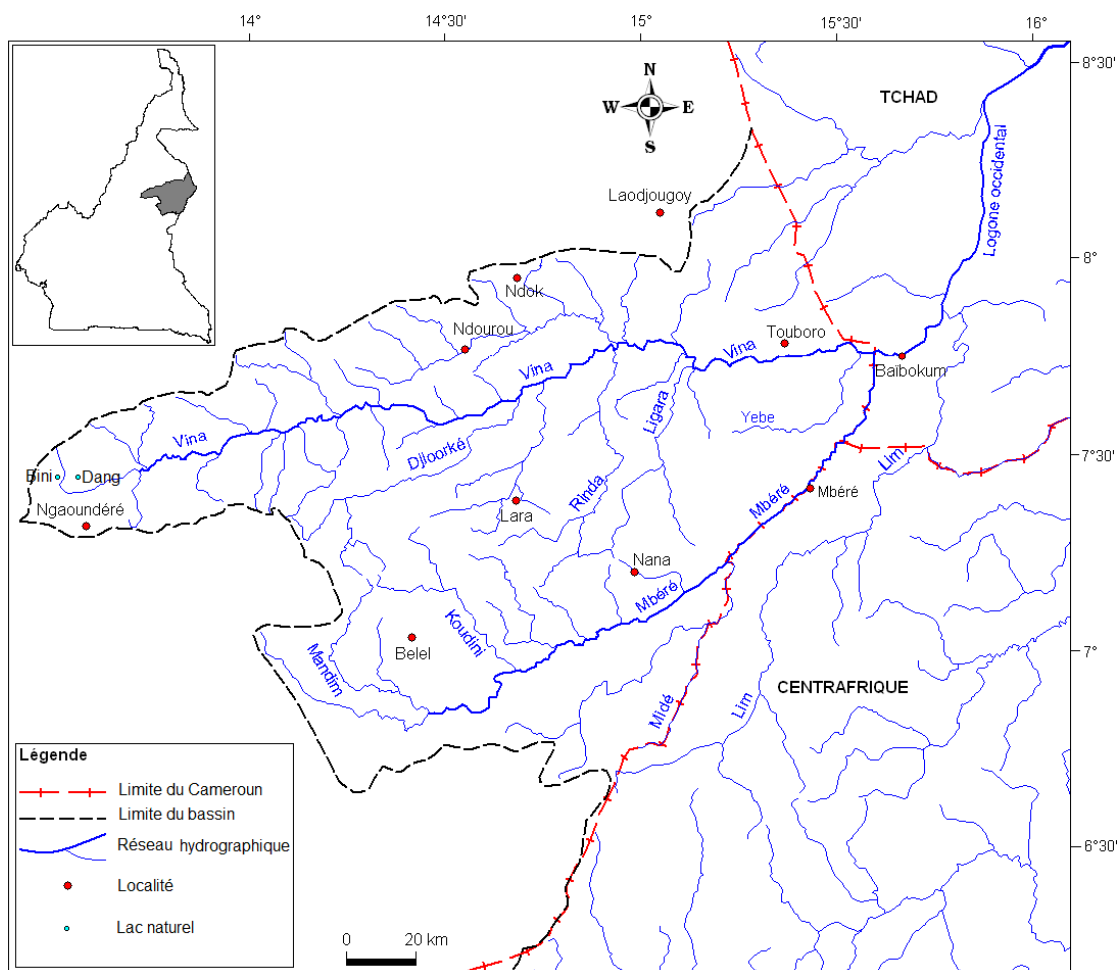 14°
14°30'
15°
15°30'
16°
8°30'
8°
7°30'
7°
6°30'
N
W
E
S
TCHAD
Laodjougoy
Logone occidental
Ndok
Ndourou
Touboro
Vina
Vina
Vina
Baïbokum
Ligara
Yebe
Djloorké
Lim
Bini
Dang
Rinda
Mbéré
Mbéré
Ngaoundéré
Lara
Nana
Mbéré
Koudini
Belel
Mandim
CENTRAFRIQUE
Midé
Lim
Légende
Limite du Cameroun
Limite du bassin
Réseau hydrographique
Localité
Lac naturel
0
20 km